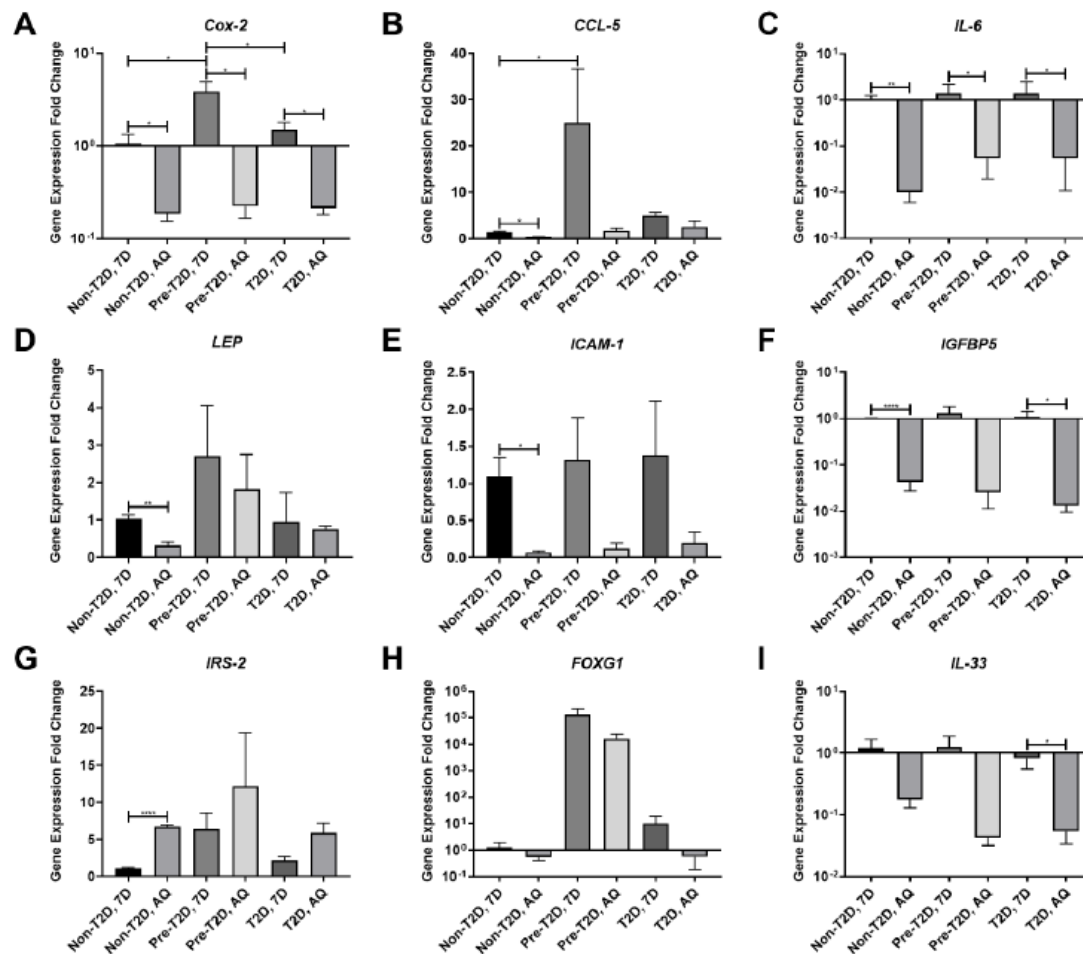 A
Cox-2
Gene Expression Fold Change
10¹
10⁰
10⁻¹
*
*
*
*
*
Non-T2D, 7D
Non-T2D, AQ
Pre-T2D, 7D
Pre-T2D, AQ
T2D, 7D
T2D, AQ
B
CCL-5
Gene Expression Fold Change
40
30
20
10
0
*
*
Non-T2D, 7D
Non-T2D, AQ
Pre-T2D, 7D
Pre-T2D, AQ
T2D, 7D
T2D, AQ
C
IL-6
Gene Expression Fold Change
10¹
10⁰
10⁻¹
10⁻²
10⁻³
**
*
*
Non-T2D, 7D
Non-T2D, AQ
Pre-T2D, 7D
Pre-T2D, AQ
T2D, 7D
T2D, AQ
D
LEP
Gene Expression Fold Change
5
4
3
2
1
0
**
Non-T2D, 7D
Non-T2D, AQ
Pre-T2D, 7D
Pre-T2D, AQ
T2D, 7D
T2D, AQ
E
ICAM-1
Gene Expression Fold Change
2.5
2.0
1.5
1.0
0.5
0.0
*
Non-T2D, 7D
Non-T2D, AQ
Pre-T2D, 7D
Pre-T2D, AQ
T2D, 7D
T2D, AQ
F
IGFBP5
Gene Expression Fold Change
10¹
10⁰
10⁻¹
10⁻²
10⁻³
****
*
Non-T2D, 7D
Non-T2D, AQ
Pre-T2D, 7D
Pre-T2D, AQ
T2D, 7D
T2D, AQ
G
IRS-2
Gene Expression Fold Change
25
20
15
10
5
0
****
Non-T2D, 7D
Non-T2D, AQ
Pre-T2D, 7D
Pre-T2D, AQ
T2D, 7D
T2D, AQ
H
FOXG1
Gene Expression Fold Change
10⁶
10⁵
10⁴
10³
10²
10¹
10⁰
10⁻¹
Non-T2D, 7D
Non-T2D, AQ
Pre-T2D, 7D
Pre-T2D, AQ
T2D, 7D
T2D, AQ
I
IL-33
Gene Expression Fold Change
10¹
10⁰
10⁻¹
10⁻²
*
Non-T2D, 7D
Non-T2D, AQ
Pre-T2D, 7D
Pre-T2D, AQ
T2D, 7D
T2D, AQ